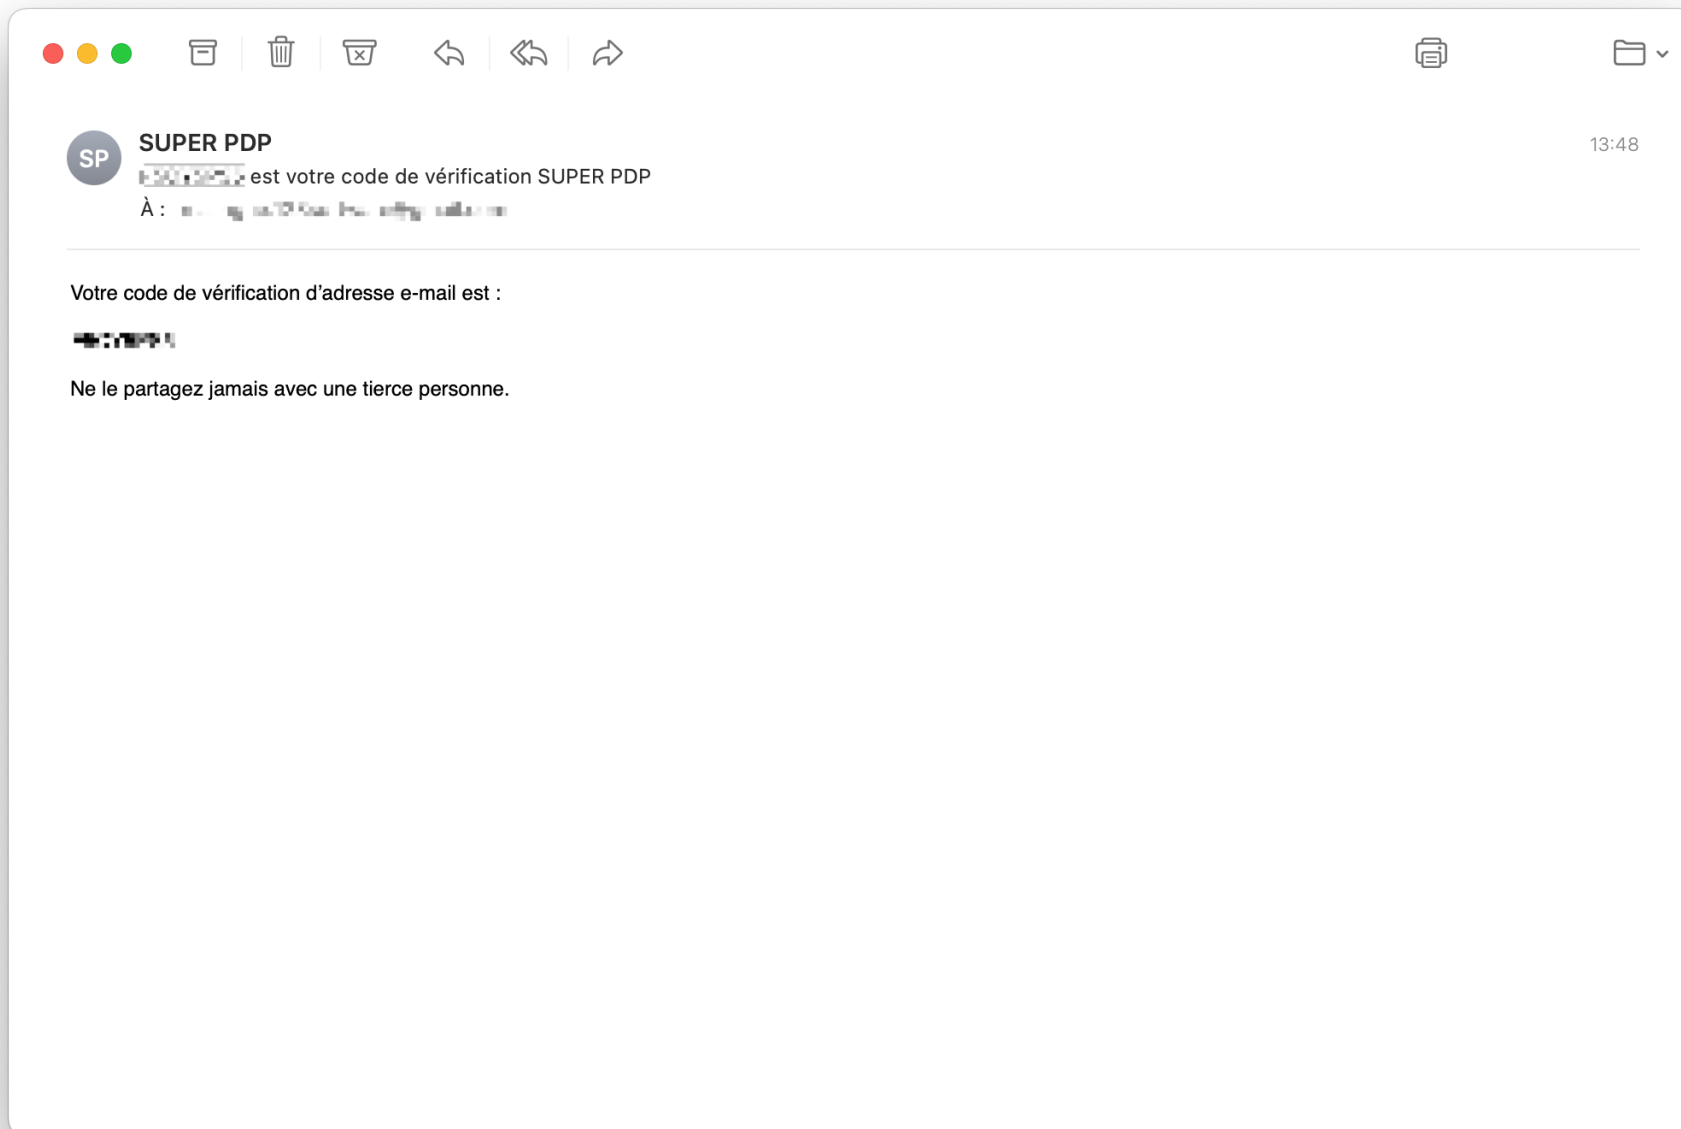 SUPER PDP
13:48
SP
est votre code de vérification SUPER PDP
À :
Votre code de vérification d’adresse e-mail est :
Ne le partagez jamais avec une tierce personne.